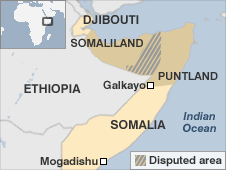 DJIBOUTI
SOMALILAND
PUNTLAND
Galkayo
ETHIOPIA
Indian
Ocean
SOMALIA
Mogadishu
Disputed area